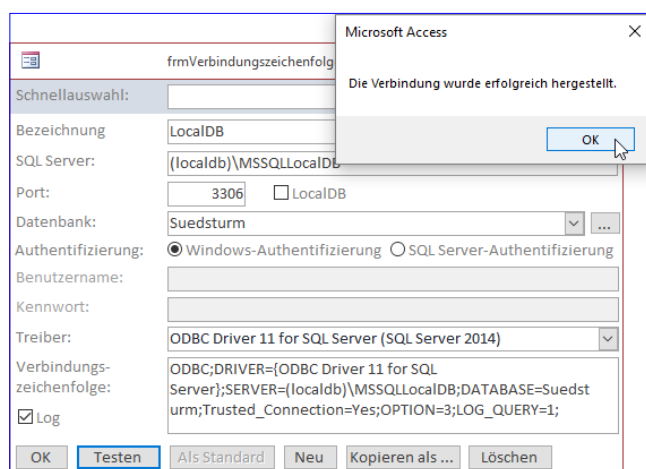 Microsoft Access
Die Verbindung wurde erfolgreich hergestellt.
OK
Schnellauswahl:
Bezeichnung LocalDB
SQL Server: (localdb)\MSSQLLocalDB
Port: 3306 LocalDB
Datenbank: Suedsturm ...
Authentifizierung: Windows-Authentifizierung SQL Server-Authentifizierung
Benutzername:
Kennwort:
Treiber: ODBC Driver 11 for SQL Server (SQL Server 2014)
Verbindungs-
zeichenfolge:
ODBC;DRIVER={ODBC Driver 11 for SQL
Server};SERVER=(localdb)\MSSQLLocalDB;DATABASE=Suedst
urm;Trusted_Connection=Yes;OPTION=3;LOG_QUERY=1;
Log
OK Testen Als Standard Neu Kopieren als ... Löschen